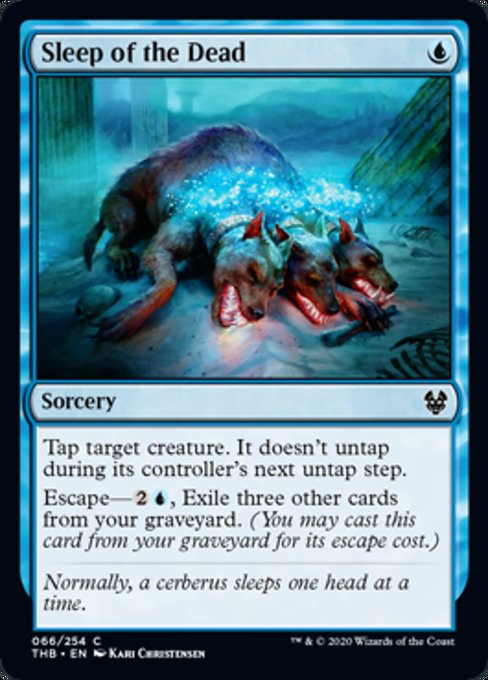 Sleep of the Dead
Sorcery
Tap target creature. It doesn't untap
during its controller's next untap step.
Escape—2, Exile three other cards
from your graveyard. (You may cast this
card from your graveyard for its escape cost.)
Normally, a cerberus sleeps one head at a
time.
066/254 C
THB • EN Kari Christensen
™ & © 2020 Wizards of the Coast